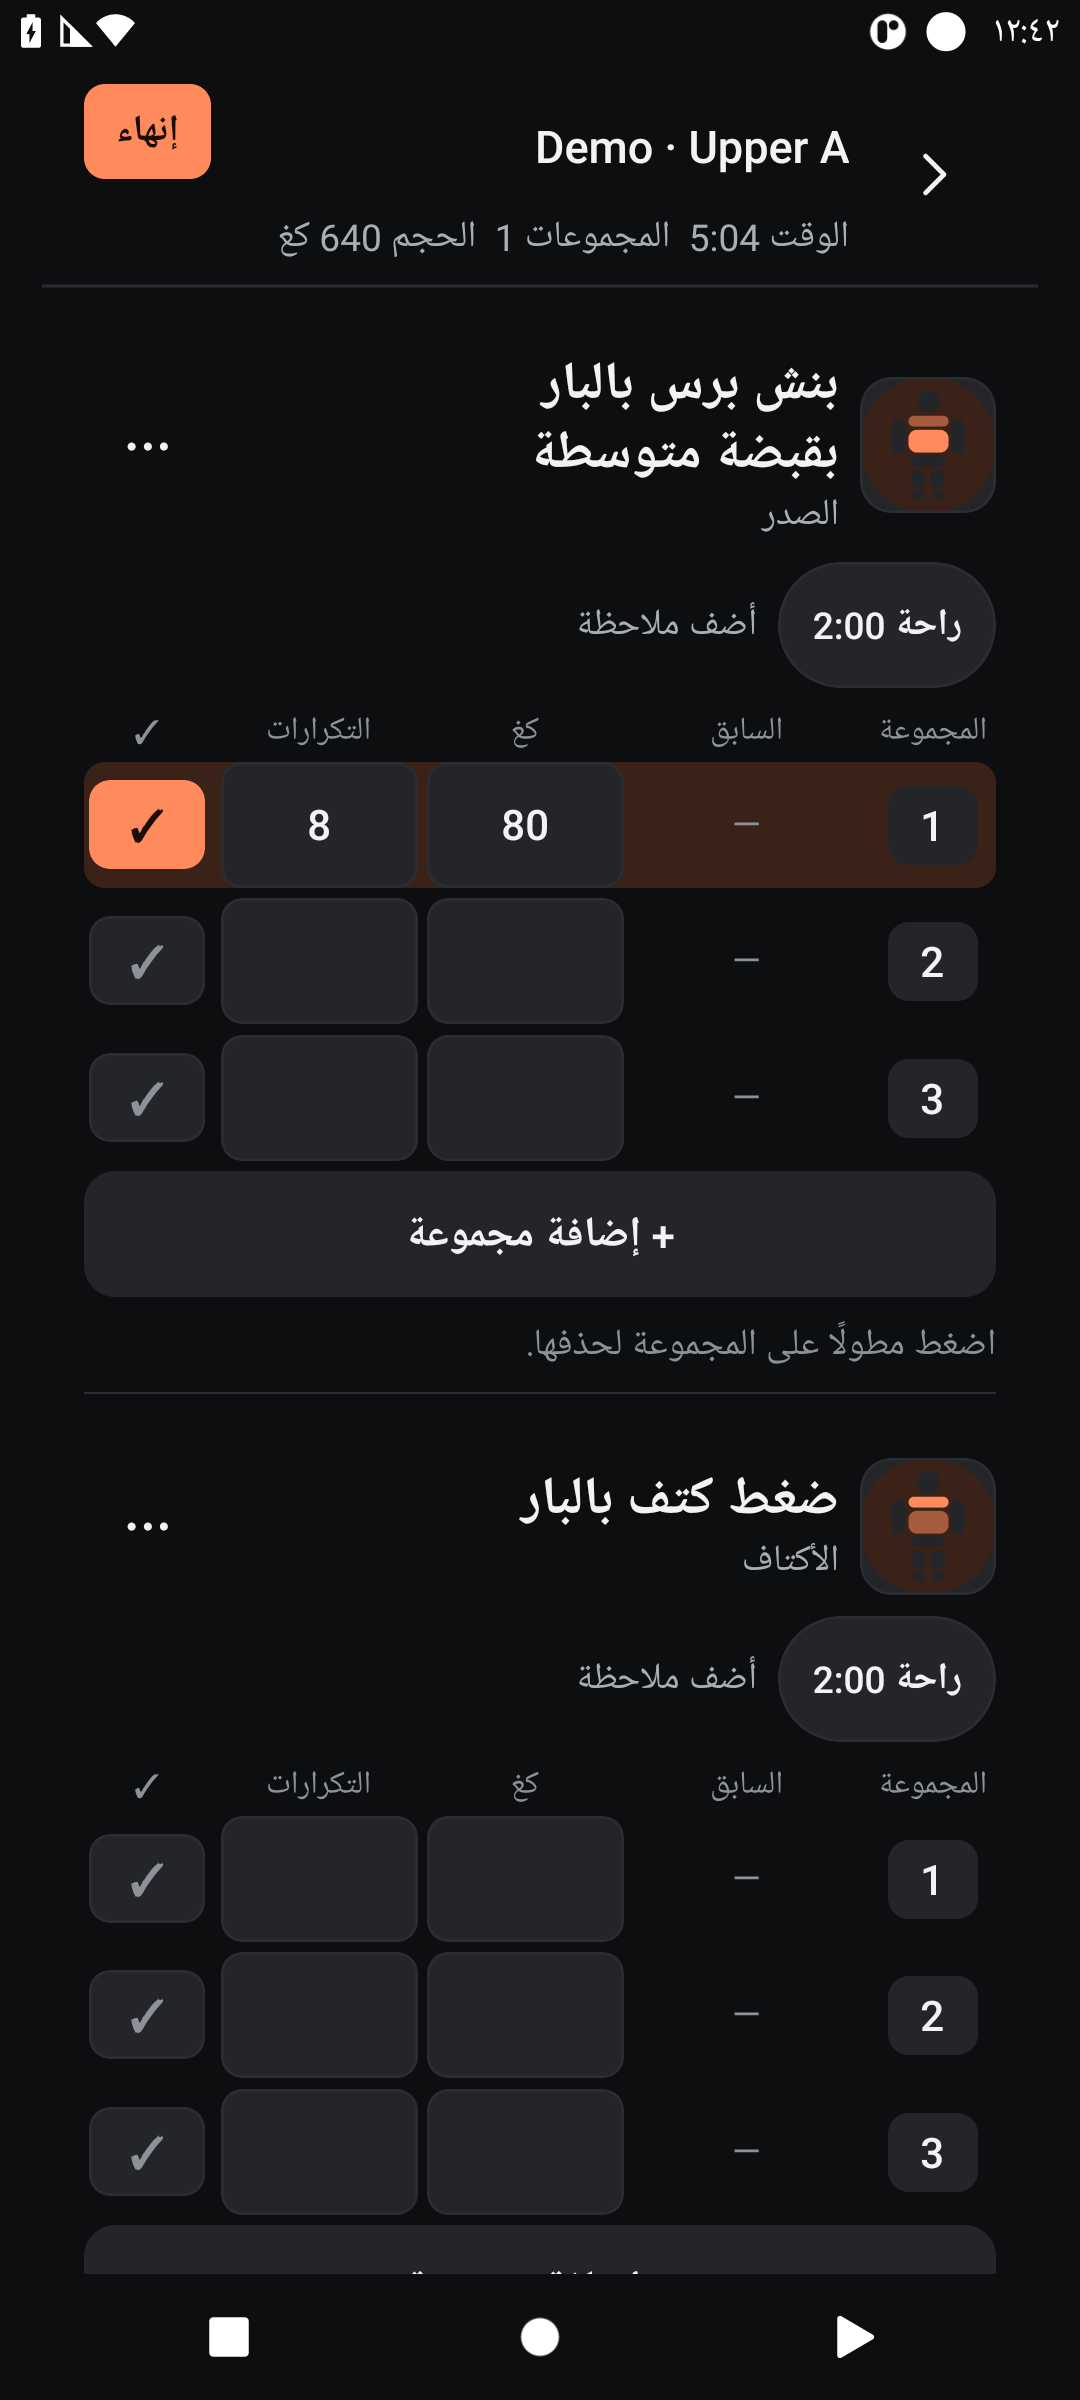 ١٢:٤٢
Demo · Upper A
إنهاء
الوقت 5:04 المجموعات 1 الحجم 640 كغ
بنش برس بالبار
بقبضة متوسطة
الصدر
راحة 2:00 أضف ملاحظة
المجموعة السابق كغ التكرارات ✓
1 — 80 8 ✓
2 — ✓
3 — ✓
+ إضافة مجموعة
اضغط مطولًا على المجموعة لحذفها.
ضغط كتف بالبار
الأكتاف
راحة 2:00 أضف ملاحظة
المجموعة السابق كغ التكرارات ✓
1 — ✓
2 — ✓
3 — ✓